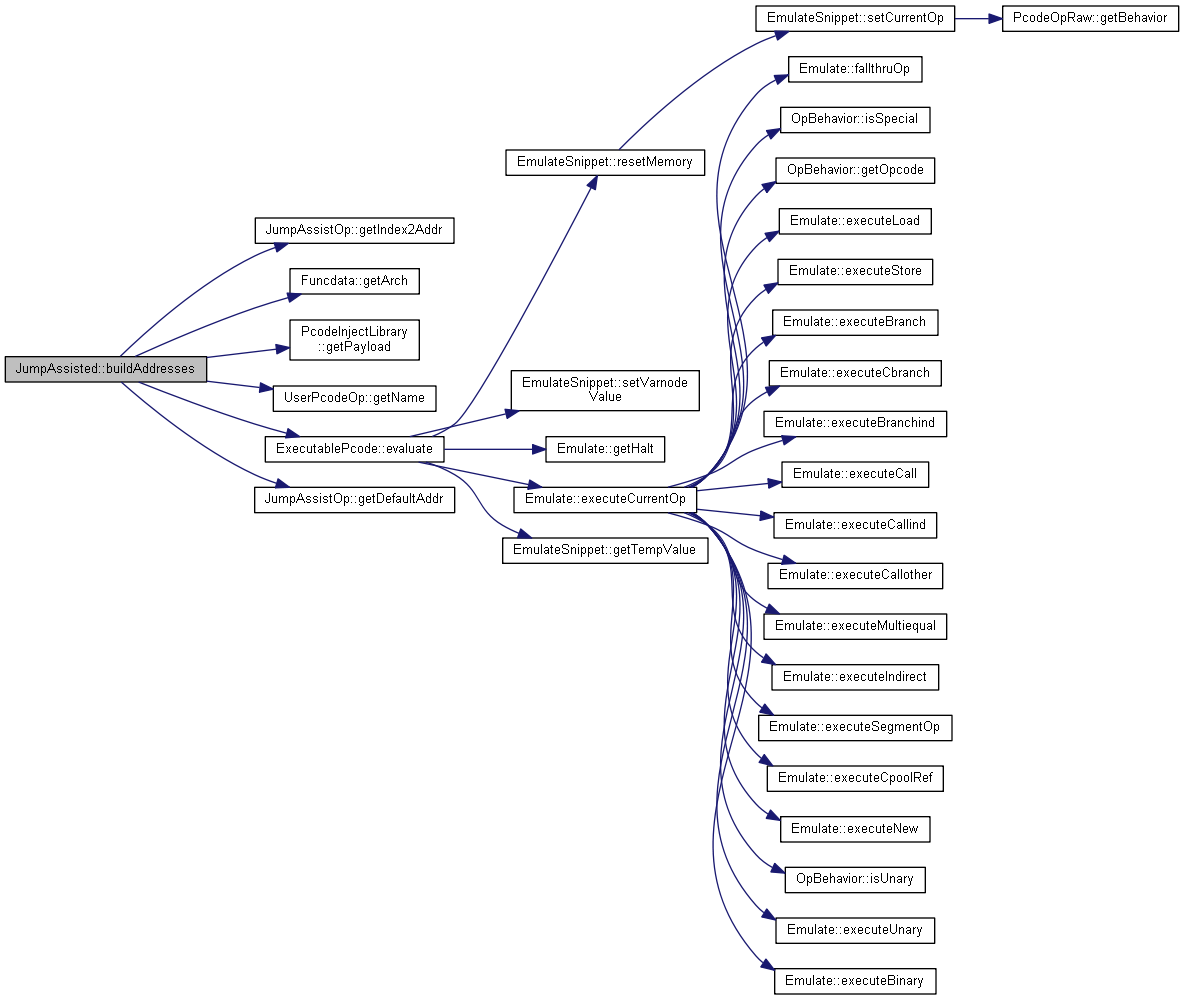 EmulateSnippet::setCurrentOp
PcodeOpRaw::getBehavior
Emulate::fallthruOp
OpBehavior::isSpecial
EmulateSnippet::resetMemory
OpBehavior::getOpcode
Emulate::executeLoad
JumpAssistOp::getIndex2Addr
Emulate::executeStore
Funcdata::getArch
Emulate::executeBranch
PcodeInjectLibrary
::getPayload
JumpAssisted::buildAddresses
Emulate::executeCbranch
EmulateSnippet::setVarnode
Value
UserPcodeOp::getName
Emulate::executeBranchind
ExecutablePcode::evaluate
Emulate::getHalt
Emulate::executeCall
JumpAssistOp::getDefaultAddr
Emulate::executeCurrentOp
Emulate::executeCallind
EmulateSnippet::getTempValue
Emulate::executeCallother
Emulate::executeMultiequal
Emulate::executeIndirect
Emulate::executeSegmentOp
Emulate::executeCpoolRef
Emulate::executeNew
OpBehavior::isUnary
Emulate::executeUnary
Emulate::executeBinary